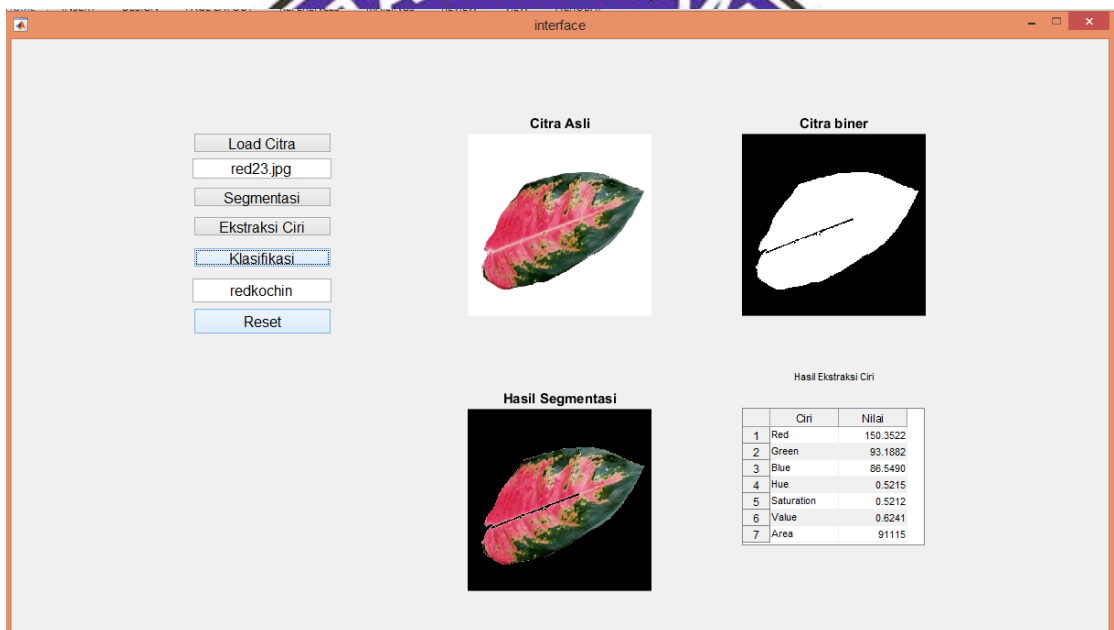 interface
Load Citra
red23.jpg
Segmentasi
Ekstraksi Ciri
Klasifikasi
redkochin
Reset
Citra Asli
Citra biner
Hasil Segmentasi
Hasil Ekstraksi Ciri
Ciri Nilai
1 Red 150.3522
2 Green 93.1882
3 Blue 86.5490
4 Hue 0.5215
5 Saturation 0.5212
6 Value 0.6241
7 Area 91115